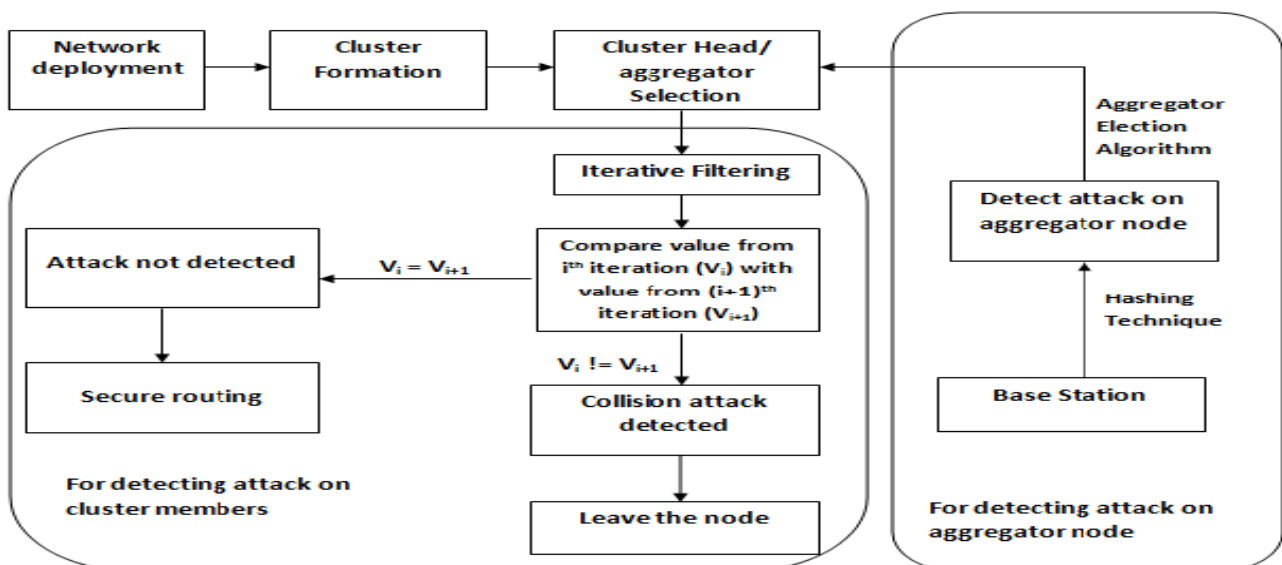 Network
deployment
Cluster
Formation
Cluster Head/
aggregator
Selection
Aggregator
Election
Algorithm
Iterative Filtering
Detect attack on
aggregator node
Attack not detected
Vᵢ = Vᵢ₊₁
Compare value from
iᵗʰ iteration (Vᵢ) with
value from (i+1)ᵗʰ
iteration (Vᵢ₊₁)
Hashing
Technique
Vᵢ != Vᵢ₊₁
Secure routing
Collision attack
detected
Base Station
For detecting attack on
cluster members
Leave the node
For detecting attack on
aggregator node